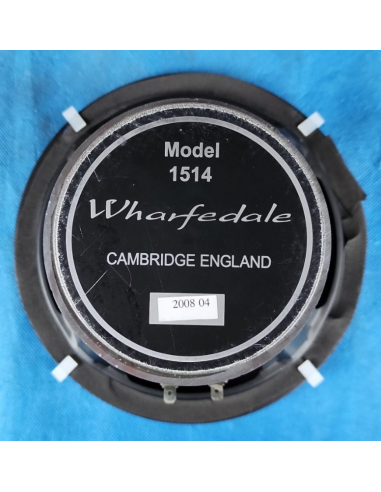 Model
1514
Wharfedale
CAMBRIDGE ENGLAND
2008 04